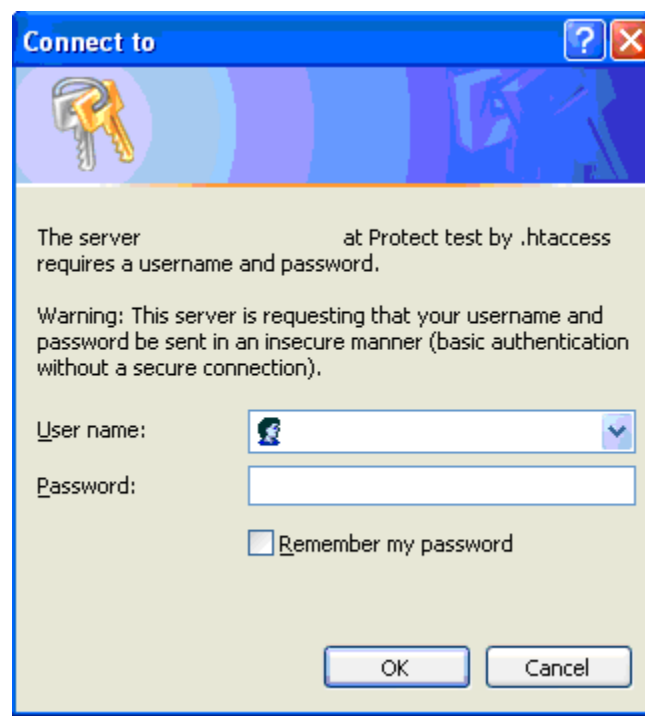 Connect to
The server at Protect test by .htaccess
requires a username and password.
Warning: This server is requesting that your username and
password be sent in an insecure manner (basic authentication
without a secure connection).
User name:
Password:
Remember my password
OK Cancel